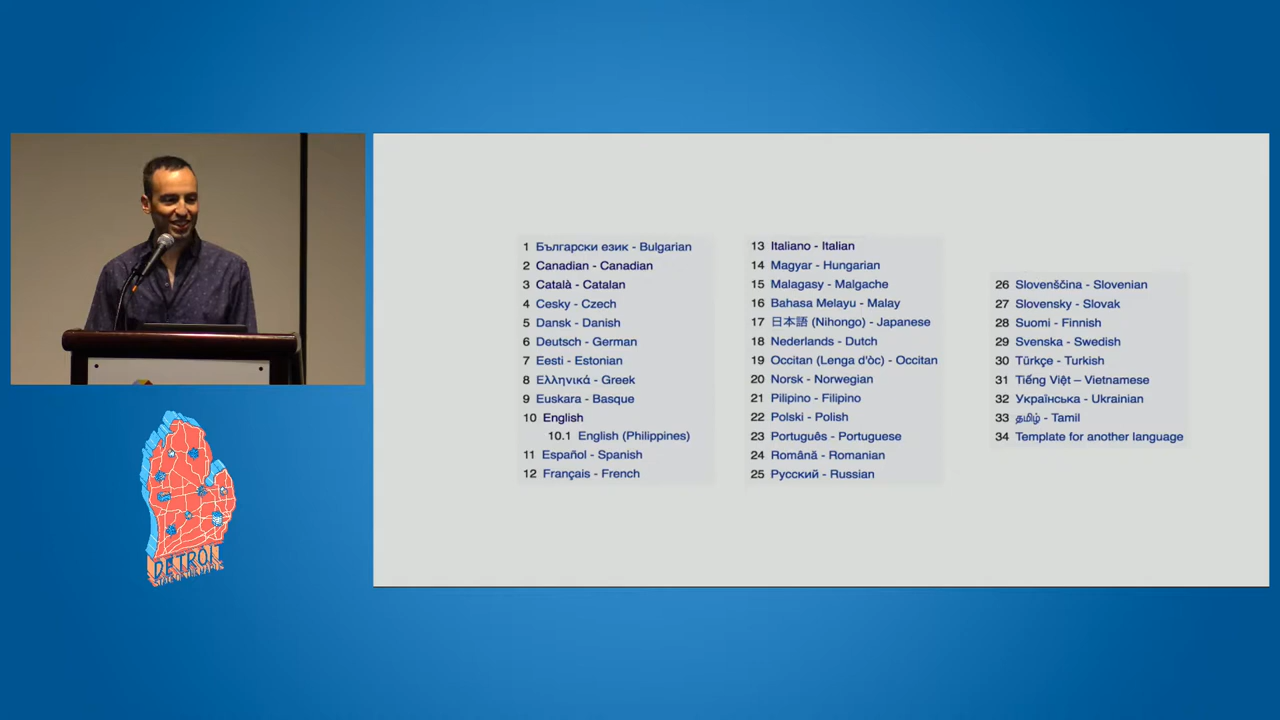 1 Български език - Bulgarian
2 Canadian - Canadian
3 Català - Catalan
4 Cesky - Czech
5 Dansk - Danish
6 Deutsch - German
7 Eesti - Estonian
8 Ελληνικά - Greek
9 Euskara - Basque
10 English
10.1 English (Philippines)
11 Español - Spanish
12 Français - French
13 Italiano - Italian
14 Magyar - Hungarian
15 Malagasy - Malgache
16 Bahasa Melayu - Malay
17 日本語 (Nihongo) - Japanese
18 Nederlands - Dutch
19 Occitan (Lenga d'òc) - Occitan
20 Norsk - Norwegian
21 Pilipino - Filipino
22 Polski - Polish
23 Português - Portuguese
24 Română - Romanian
25 Русский - Russian
26 Slovenščina - Slovenian
27 Slovensky - Slovak
28 Suomi - Finnish
29 Svenska - Swedish
30 Türkçe - Turkish
31 Tiếng Việt – Vietnamese
32 Українська - Ukrainian
33 தமிழ் - Tamil
34 Template for another language
DETROIT